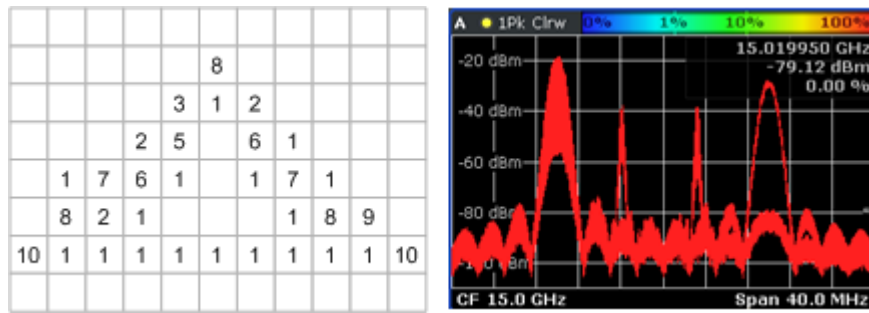 8
3 1 2
2 5 6 1
1 7 6 1 1 7 1
8 2 1 1 8 9
10 1 1 1 1 1 1 1 1 1 10
A 1Pk Clrw 0% 1% 10% 100%
15.019950 GHz
-20 dBm
-79.12 dBm
0.00 %
-40 dBm
-60 dBm
-80 dBm
-100 dBm
CF 15.0 GHz Span 40.0 MHz